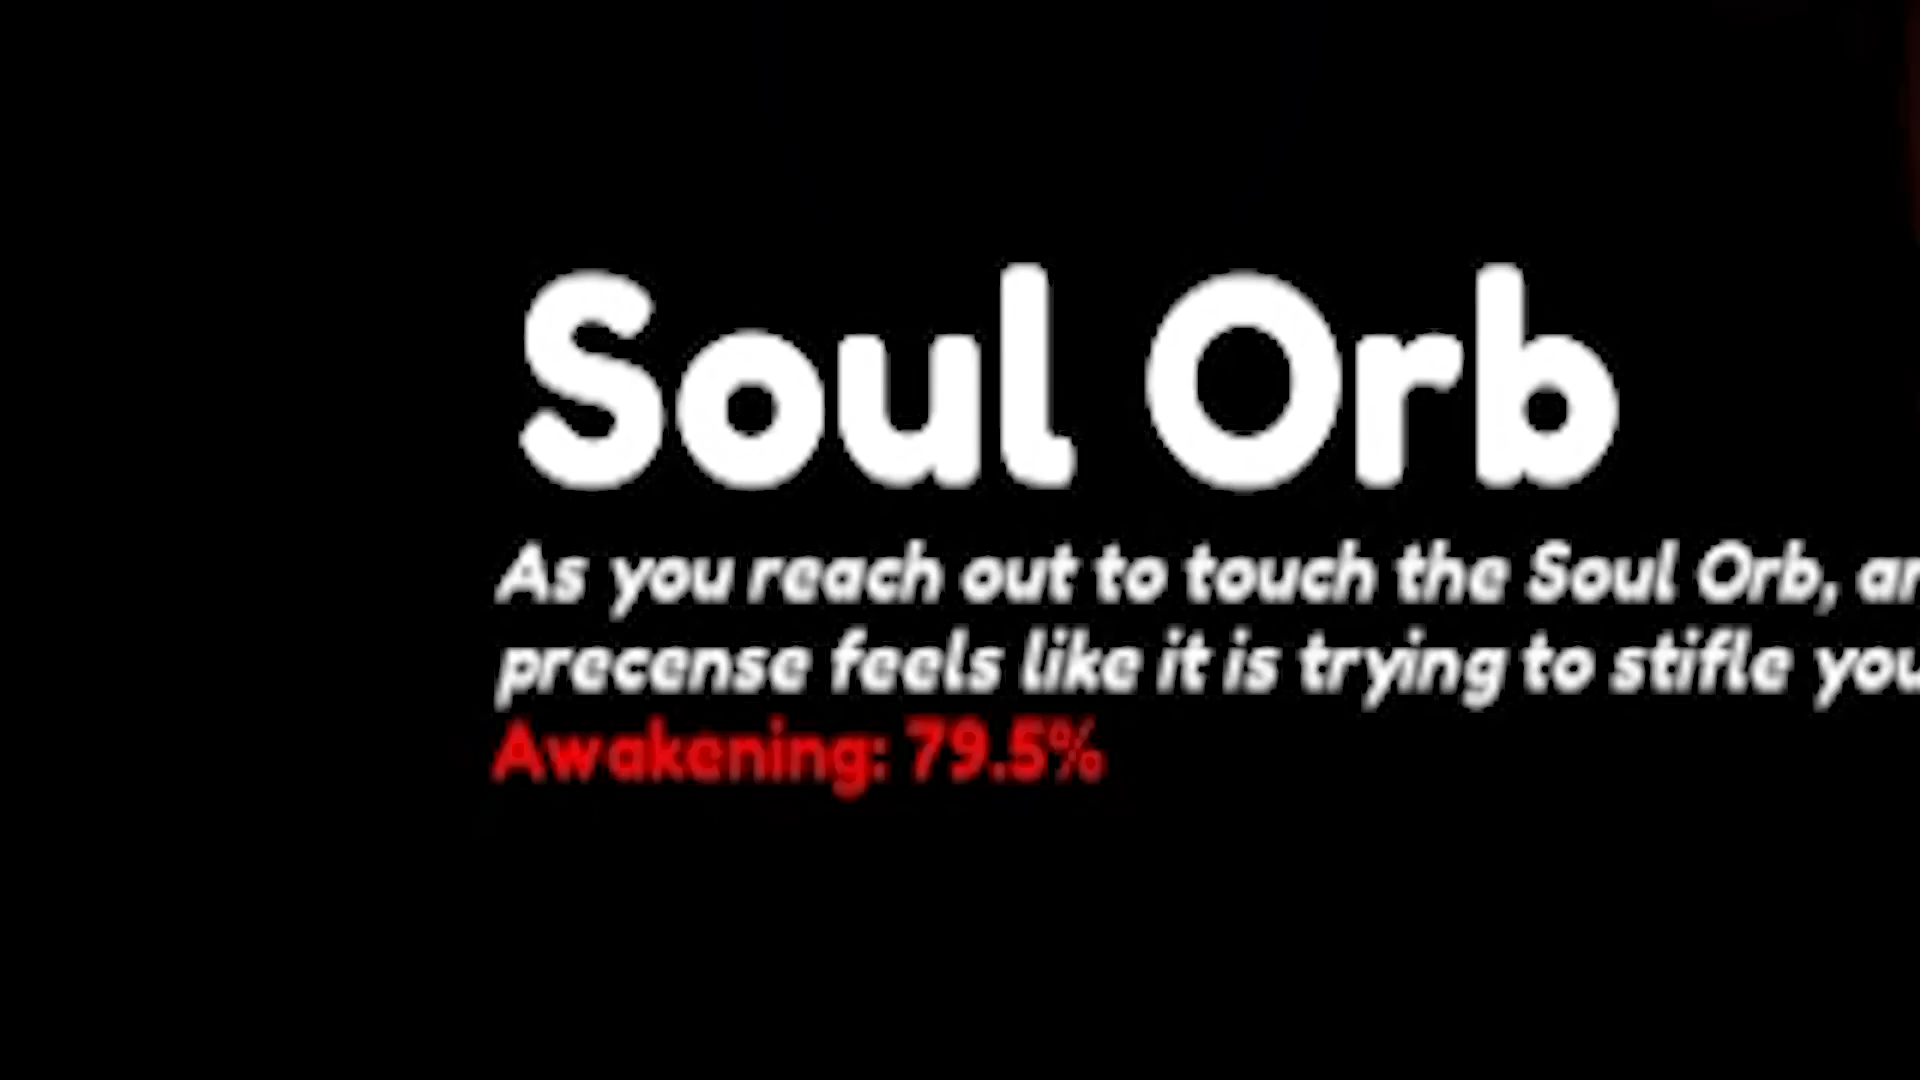 Soul Orb
As you reach out to touch the Soul Orb,
precense feels like it is trying to stifle
Awakening: 79.5%